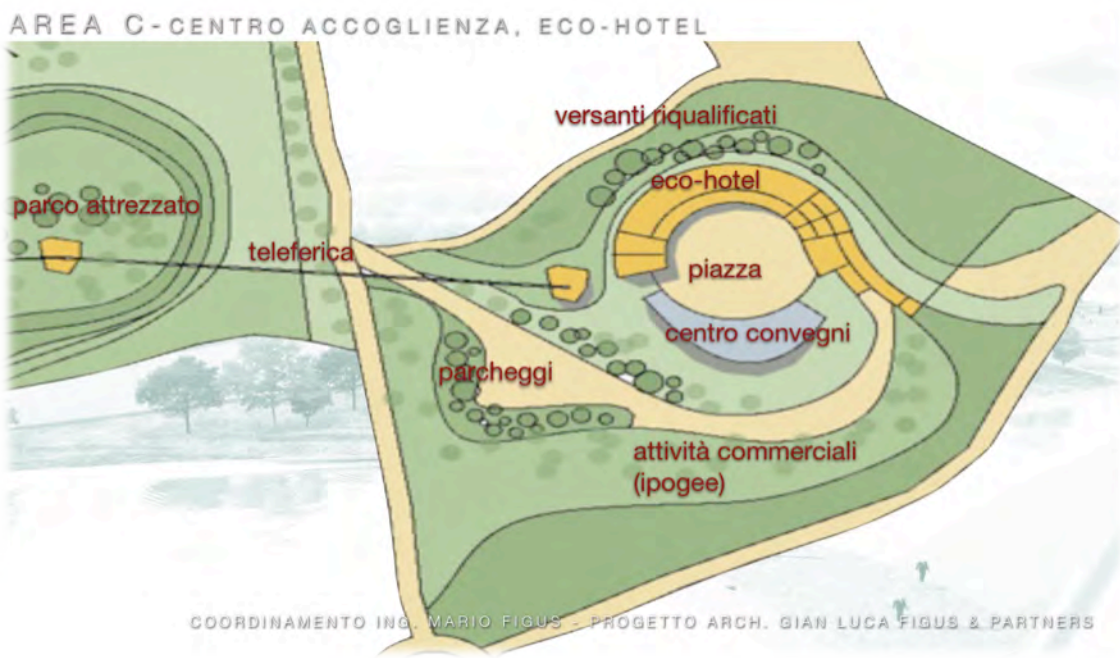 AREA C-CENTRO ACCOGLIENZA, ECO-HOTEL
versanti riqualificati
eco-hotel
parco attrezzato
teleferica
piazza
centro convegni
parcheggi
attività commerciali
(ipogee)
COORDINAMENTO ING. MARIO FIGUS - PROGETTO ARCH. GIAN LUCA FIGUS & PARTNERS